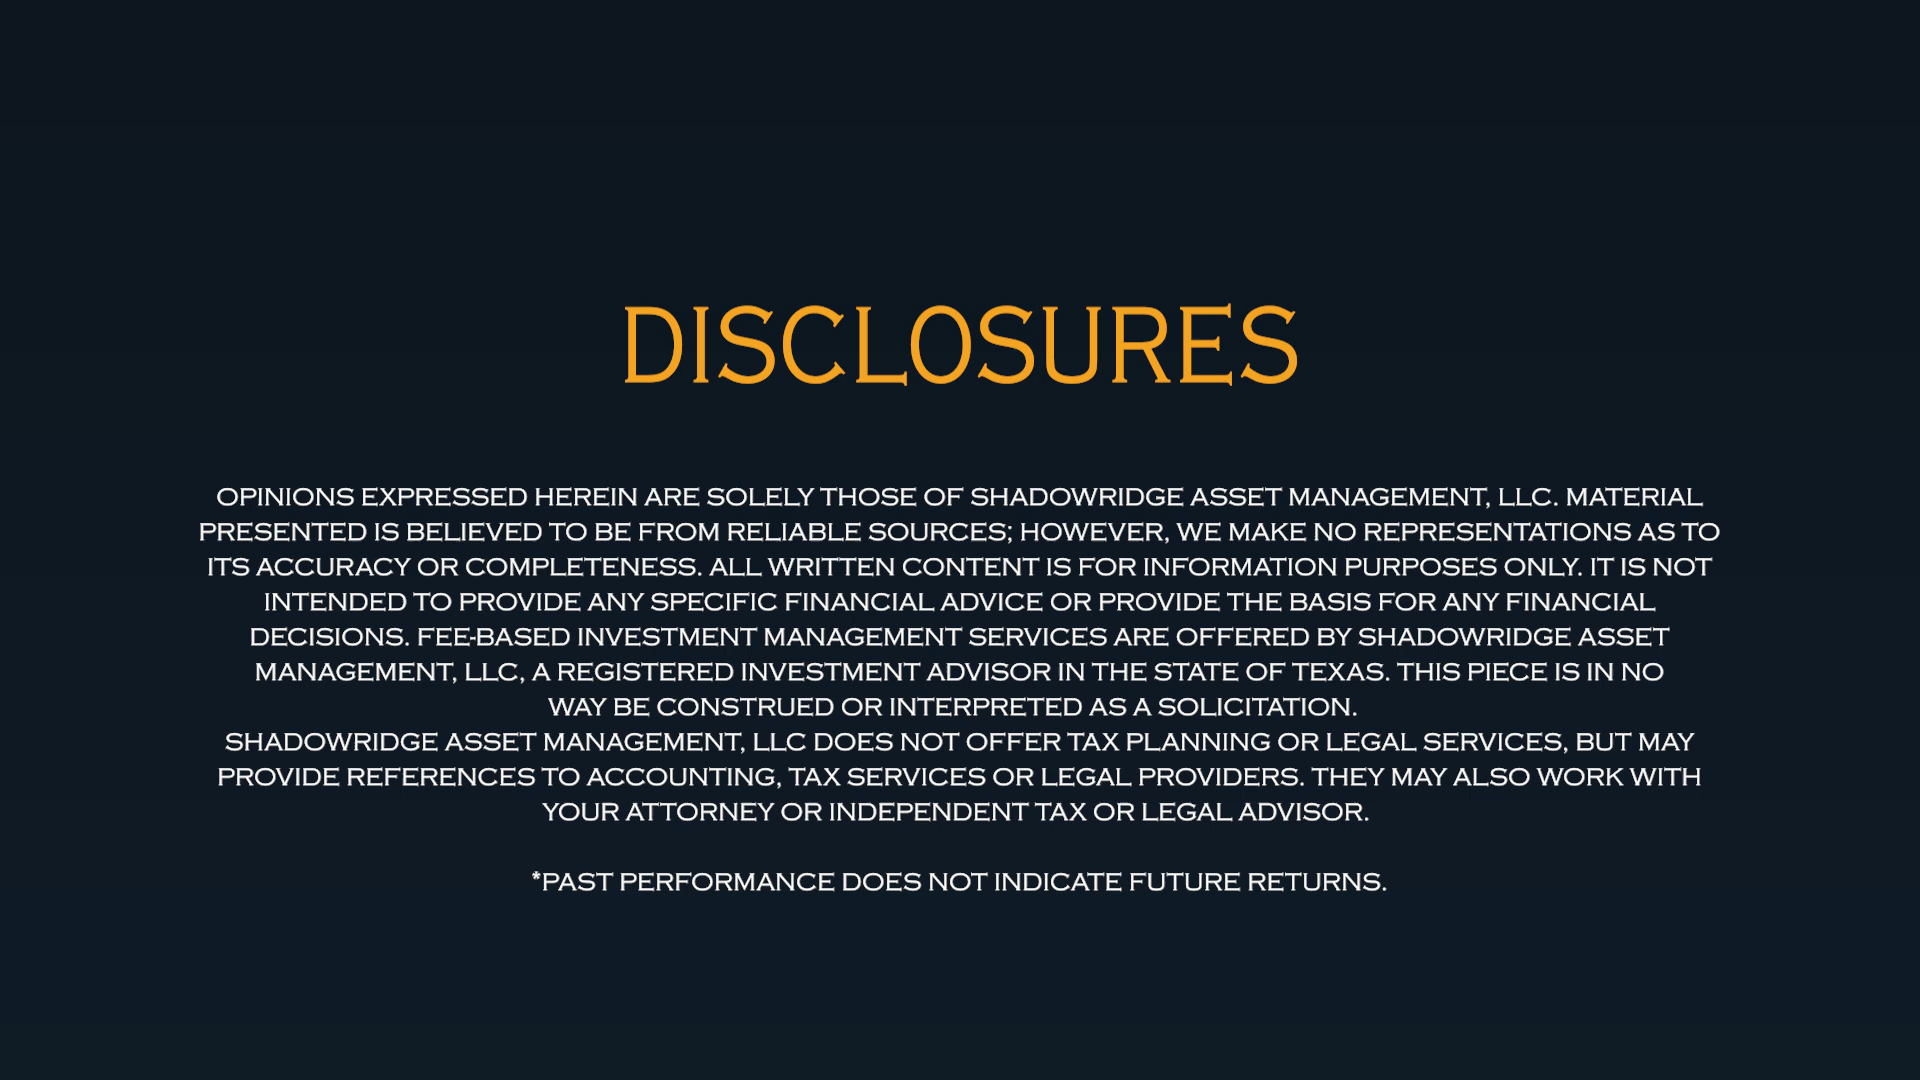 DISCLOSURES
OPINIONS EXPRESSED HEREIN ARE SOLELY THOSE OF SHADOWRIDGE ASSET MANAGEMENT, LLC. MATERIAL
PRESENTED IS BELIEVED TO BE FROM RELIABLE SOURCES; HOWEVER, WE MAKE NO REPRESENTATIONS AS TO
ITS ACCURACY OR COMPLETENESS. ALL WRITTEN CONTENT IS FOR INFORMATION PURPOSES ONLY. IT IS NOT
INTENDED TO PROVIDE ANY SPECIFIC FINANCIAL ADVICE OR PROVIDE THE BASIS FOR ANY FINANCIAL
DECISIONS. FEE-BASED INVESTMENT MANAGEMENT SERVICES ARE OFFERED BY SHADOWRIDGE ASSET
MANAGEMENT, LLC, A REGISTERED INVESTMENT ADVISOR IN THE STATE OF TEXAS. THIS PIECE IS IN NO
WAY BE CONSTRUED OR INTERPRETED AS A SOLICITATION.
SHADOWRIDGE ASSET MANAGEMENT, LLC DOES NOT OFFER TAX PLANNING OR LEGAL SERVICES, BUT MAY
PROVIDE REFERENCES TO ACCOUNTING, TAX SERVICES OR LEGAL PROVIDERS. THEY MAY ALSO WORK WITH
YOUR ATTORNEY OR INDEPENDENT TAX OR LEGAL ADVISOR.
*PAST PERFORMANCE DOES NOT INDICATE FUTURE RETURNS.